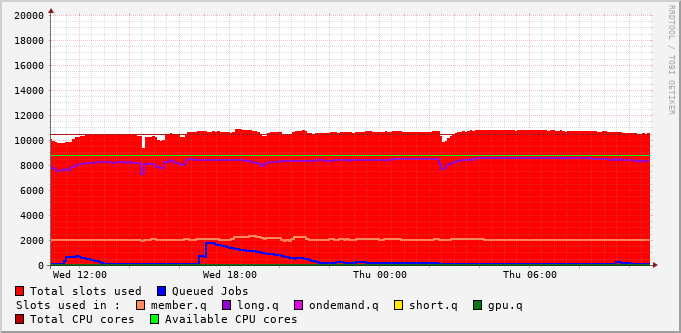 20000
18000
16000
14000
12000
10000
8000
6000
4000
2000
0
Wed 12:00 Wed 18:00 Thu 00:00 Thu 06:00
Total slots used Queued Jobs
Slots used in : member.q long.q ondemand.q short.q gpu.q
Total CPU cores Available CPU cores
RRDTOOL / TOBI OETIKER